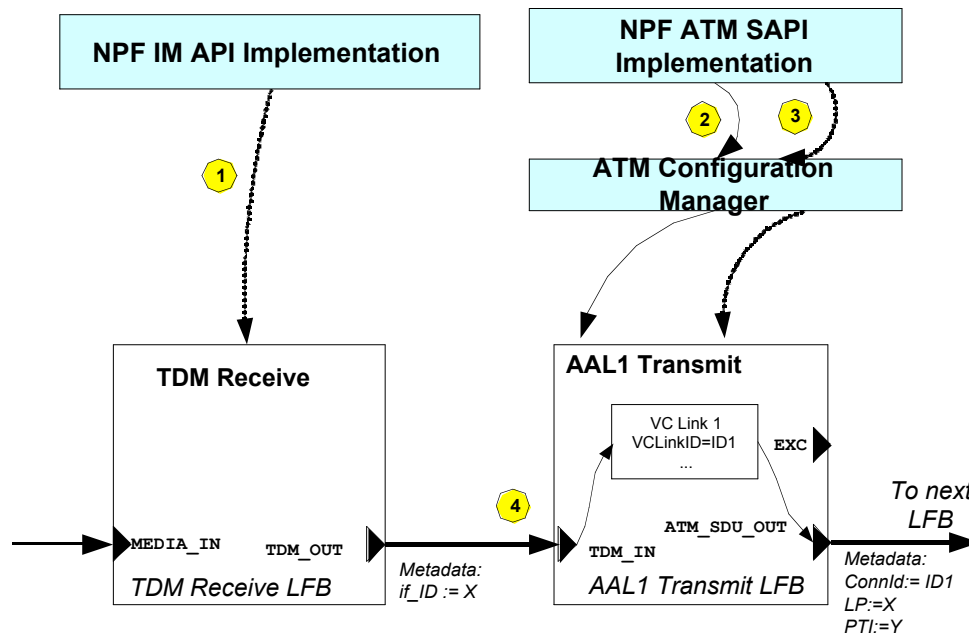 NPF IM API Implementation
NPF ATM SAPI
Implementation
2
3
1
ATM Configuration
Manager
TDM Receive
AAL1 Transmit
VC Link 1
VCLinkID=ID1
...
EXC
4
To next
LFB
MEDIA_IN
TDM_OUT
TDM_IN
ATM_SDU_OUT
TDM Receive LFB
Metadata:
if_ID := X
AAL1 Transmit LFB
Metadata:
ConnId:= ID1
LP:=X
PTI:=Y